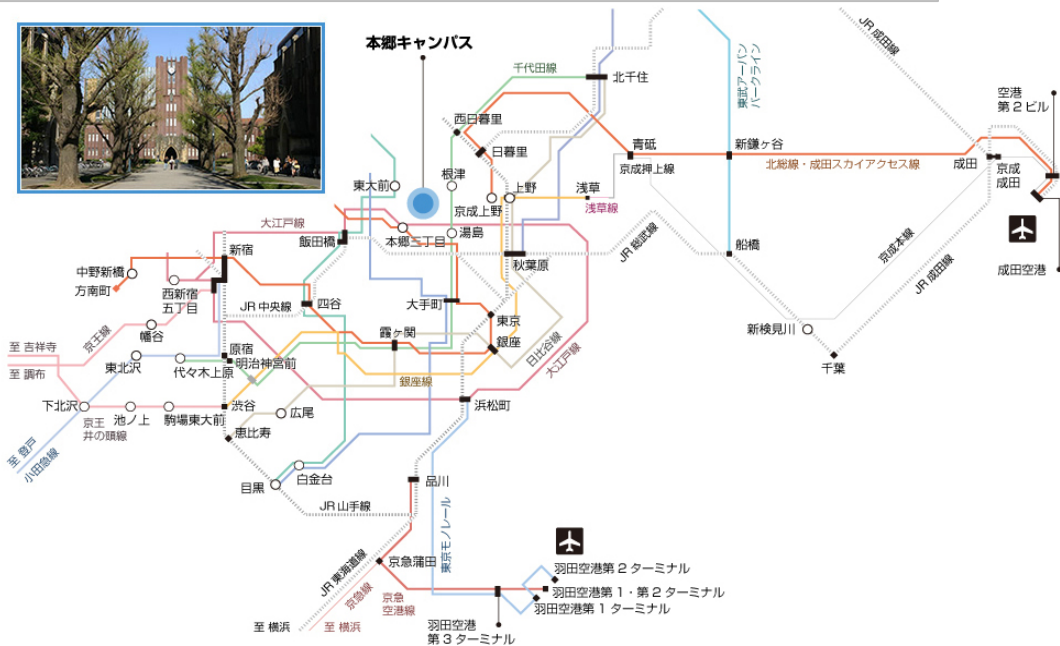 本郷キャンパス
千代田線
北千住
東武アーバン
パークライン
JR 成田線
空港
第 2 ビル
西日暮里
日暮里
青砥
京成押上線
新鎌ヶ谷
北総線・成田スカイアクセス線
成田
京成
成田
東大前
根津
京成上野
上野
浅草
浅草線
大江戸線
飯田橋
本郷三丁目
湯島
秋葉原
JR 総武線
船橋
京成本線
JR 成田線
成田空港
新宿
中野新橋
方南町
西新宿
五丁目
JR 中央線
四谷
大手町
東京
霞ヶ関
銀座
日比谷線
大江戸線
新検見川
千葉
幡谷
京王線
至 吉祥寺
至 調布
東北沢
代々木上原
原宿
明治神宮前
銀座線
下北沢
池ノ上
駒場東大前
渋谷
京王
井の頭線
広尾
恵比寿
浜松町
至 登戸
小田急線
白金台
目黒
品川
JR 山手線
東京モノレール
JR 東海道線
京急蒲田
京急線
京急
空港線
羽田空港第 2 ターミナル
羽田空港第 1・第 2 ターミナル
羽田空港第 1 ターミナル
羽田空港
第 3 ターミナル
至 横浜
至 横浜